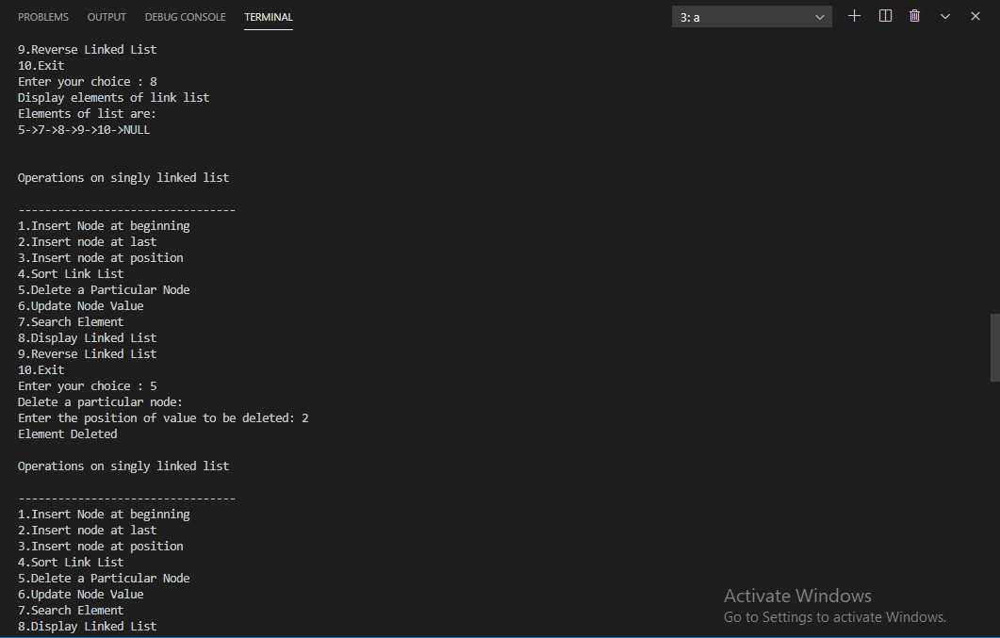 PROBLEMS OUTPUT DEBUG CONSOLE TERMINAL 3: a
9.Reverse Linked List
10.Exit
Enter your choice : 8
Display elements of link list
Elements of list are:
5->7->8->9->10->NULL
Operations on singly linked list
---------------------------------
1.Insert Node at beginning
2.Insert node at last
3.Insert node at position
4.Sort Link List
5.Delete a Particular Node
6.Update Node Value
7.Search Element
8.Display Linked List
9.Reverse Linked List
10.Exit
Enter your choice : 5
Delete a particular node:
Enter the position of value to be deleted: 2
Element Deleted
Operations on singly linked list
---------------------------------
1.Insert Node at beginning
2.Insert node at last
3.Insert node at position
4.Sort Link List
5.Delete a Particular Node
6.Update Node Value
7.Search Element
8.Display Linked List
Activate Windows
Go to Settings to activate Windows.